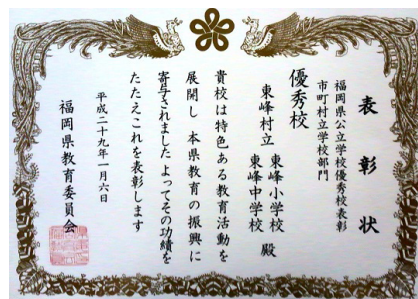 表彰状
福岡県公立学校優秀校表彰
市町村立学校部門
優秀校
東峰村立 東峰小学校 東峰中学校 殿
貴校は特色ある教育活動を
展開し 本県教育の振興に
寄与されました よってその功績を
たたえこれを表彰します
平成二十九年一月六日
福岡県教育委員会